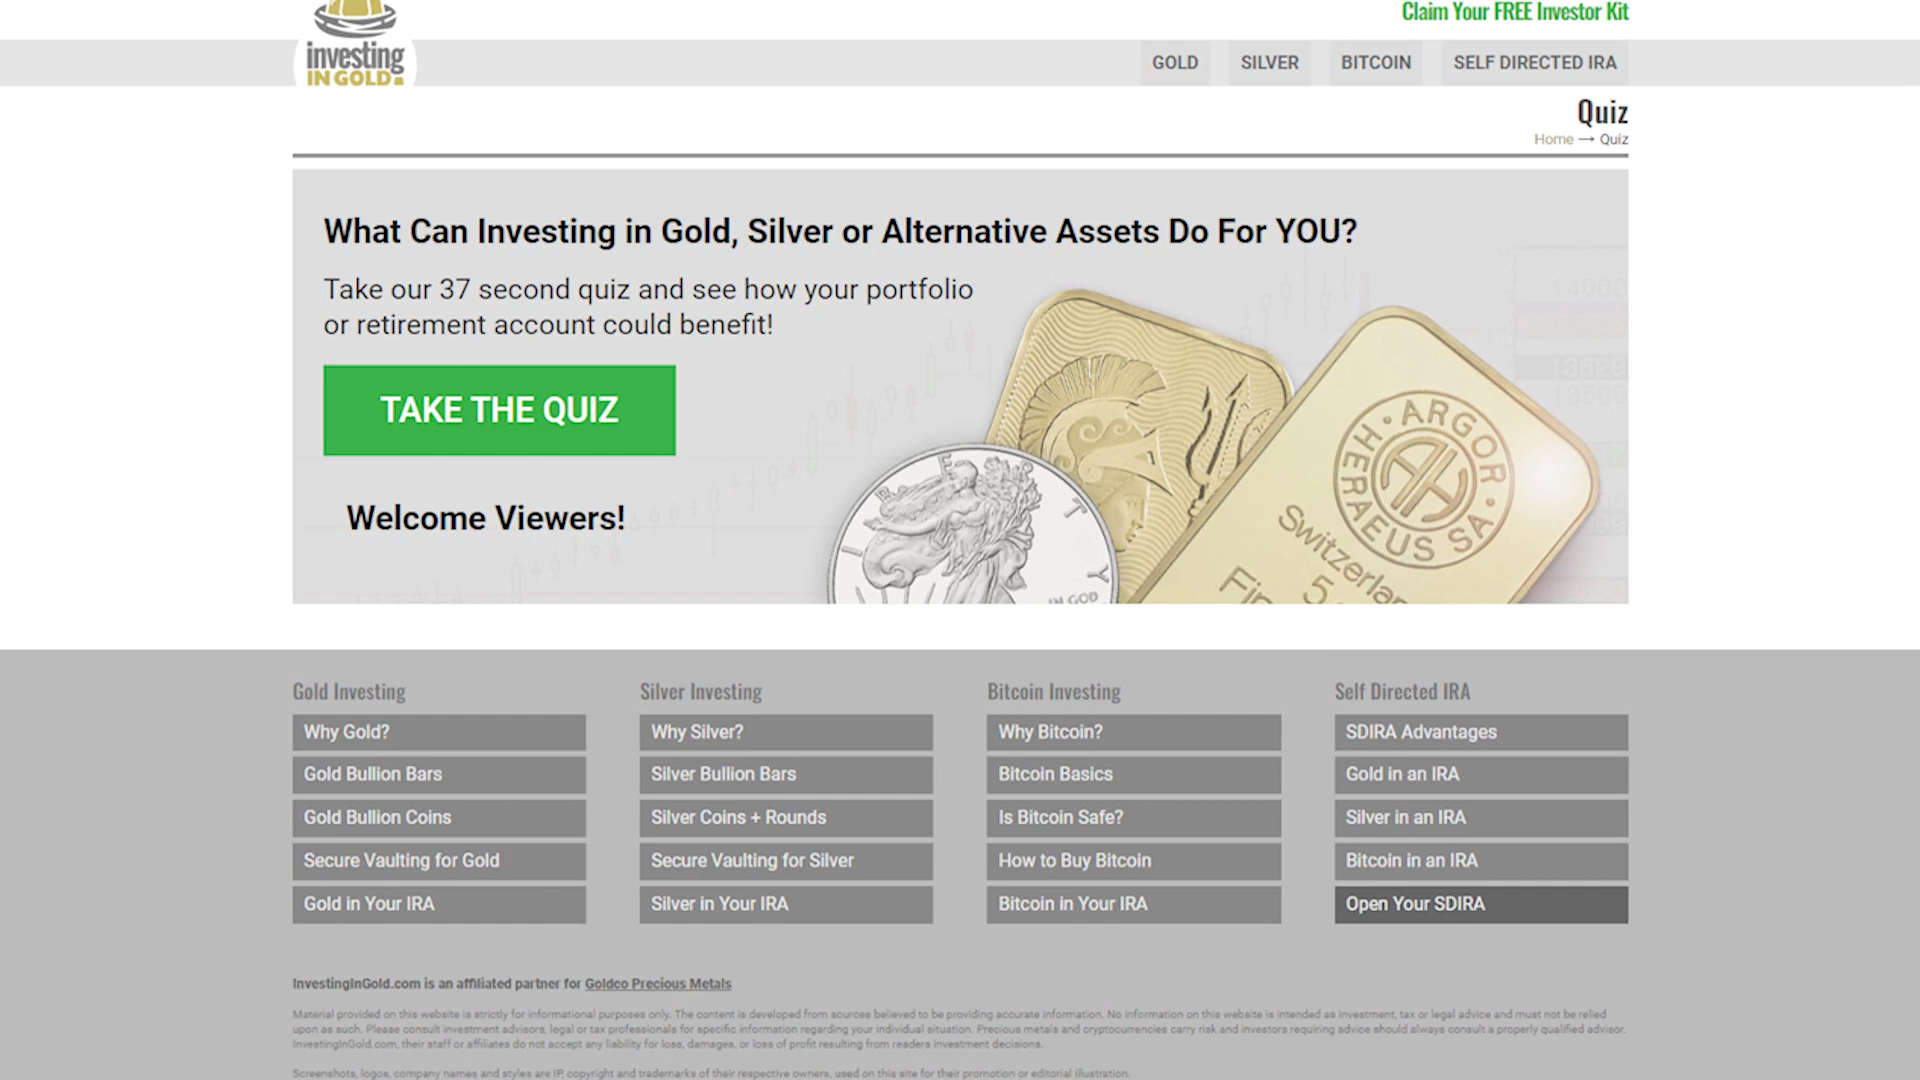 Claim Your FREE Investor Kit
investing
IN GOLD
GOLD SILVER BITCOIN SELF DIRECTED IRA
Quiz
Home → Quiz
What Can Investing in Gold, Silver or Alternative Assets Do For YOU?
Take our 37 second quiz and see how your portfolio
or retirement account could benefit!
TAKE THE QUIZ
Welcome Viewers!
LIBERTY
IN GOD
ARGOR
HERAEUS SA
14000
13828
13500
Gold Investing
Why Gold?
Gold Bullion Bars
Gold Bullion Coins
Secure Vaulting for Gold
Gold in Your IRA
Silver Investing
Why Silver?
Silver Bullion Bars
Silver Coins + Rounds
Secure Vaulting for Silver
Silver in Your IRA
Bitcoin Investing
Why Bitcoin?
Bitcoin Basics
Is Bitcoin Safe?
How to Buy Bitcoin
Bitcoin in Your IRA
Self Directed IRA
SDIRA Advantages
Gold in an IRA
Silver in an IRA
Bitcoin in an IRA
Open Your SDIRA
InvestingInGold.com is an affiliated partner for Goldco Precious Metals
Material provided on this website is strictly for informational purposes only. The content is developed from sources believed to be providing accurate information. No information on this website is intended as investment, tax or legal advice and must not be relied
upon as such. Please consult investment advisors, legal or tax professionals for specific information regarding your individual situation. Precious metals and cryptocurrencies carry risk and investors requiring advice should always consult a properly qualified advisor.
InvestingInGold.com, their staff or affiliates do not accept any liability for loss, damages, or loss of profit resulting from readers investment decisions.
Screenshots, logos, company names and styles are IP, copyright and trademarks of their respective owners, used on this site for their promotion or editorial illustration.